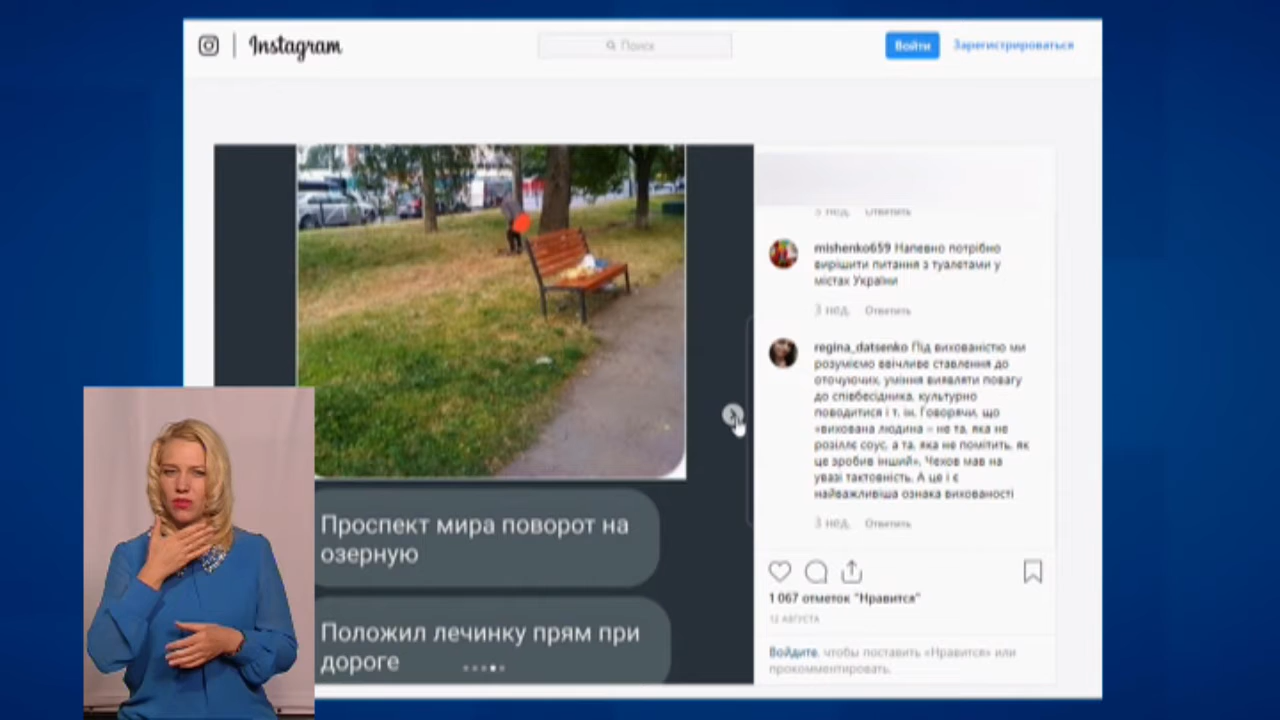 Instagram
Поиск
Войти
Зарегистрироваться
3 нед. Ответить
mishenko659 Напевно потрібно
вирішити питання з туалетами у
містах України
3 нед. Ответить
regina_datsenko Під вихованістю ми
розуміємо ввічливе ставлення до
оточуючих, уміння виявляти повагу
до співбесідника, культурно
поводитися і т. ін. Говорячи, що
«вихована людина – не та, яка не
розіллє соус, а та, яка не помітить, як
це зробив інший», Чехов мав на
увазі тактовність. А це і є
найважливіша ознака вихованості
3 нед. Ответить
1 067 отметок "Нравится"
12 АВГУСТА
Войдите, чтобы поставить «Нравится» или
прокомментировать.
Проспект мира поворот на
озерную
Положил лечинку прям при
дороге